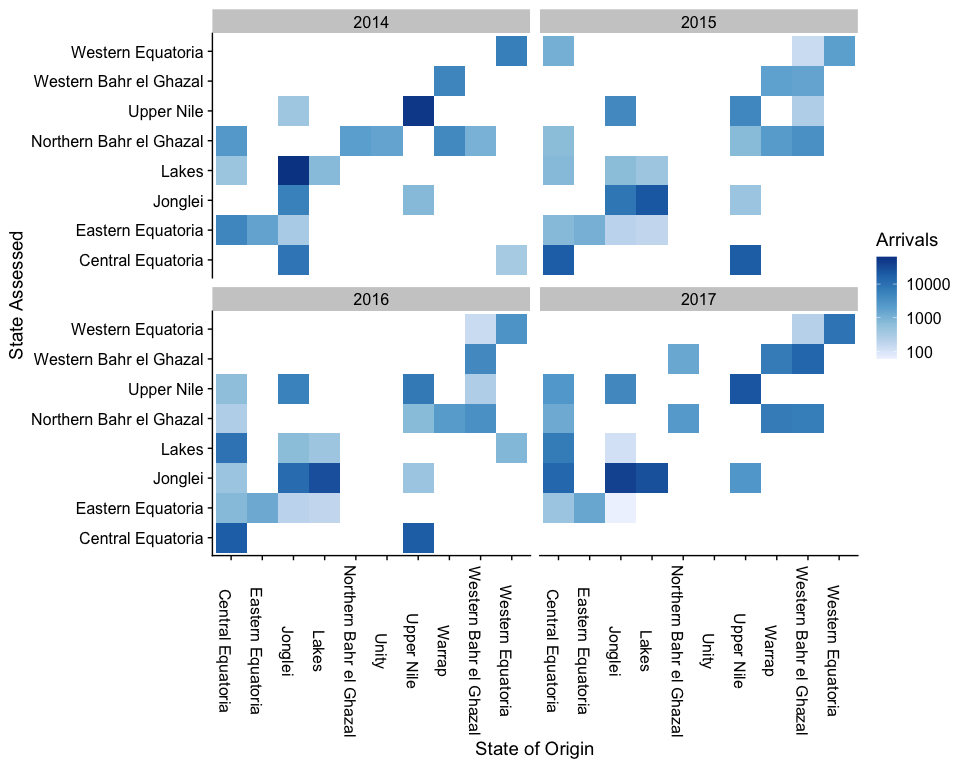 2014
2015
Western Equatoria
Western Bahr el Ghazal
Upper Nile
Northern Bahr el Ghazal
Lakes
Jonglei
Eastern Equatoria
Central Equatoria
State Assessed
Arrivals
10000
1000
100
2016
2017
Western Equatoria
Western Bahr el Ghazal
Upper Nile
Northern Bahr el Ghazal
Lakes
Jonglei
Eastern Equatoria
Central Equatoria
Central Equatoria
Eastern Equatoria
Jonglei
Lakes
Northern Bahr el Ghazal
Unity
Upper Nile
Warrap
Western Bahr el Ghazal
Western Equatoria
Central Equatoria
Eastern Equatoria
Jonglei
Lakes
Northern Bahr el Ghazal
Unity
Upper Nile
Warrap
Western Bahr el Ghazal
Western Equatoria
State of Origin